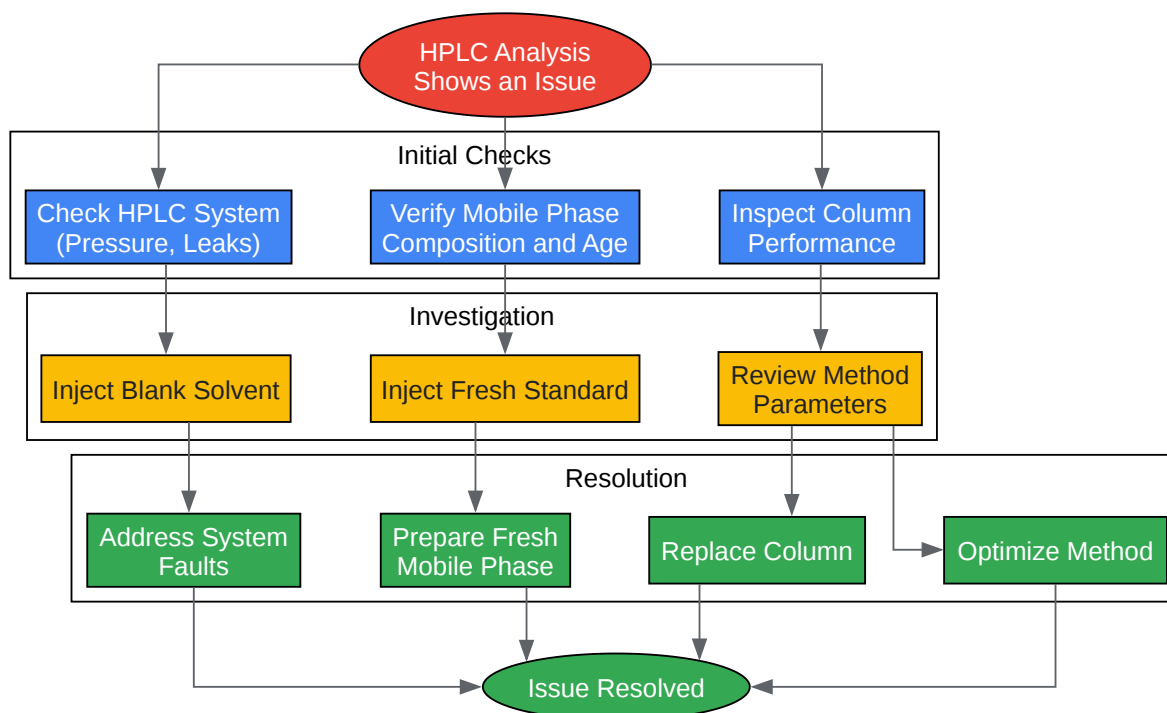 HPLC Analysis
Shows an Issue
Initial Checks
Check HPLC System
(Pressure, Leaks)
Verify Mobile Phase
Composition and Age
Inspect Column
Performance
Investigation
Inject Blank Solvent
Inject Fresh Standard
Review Method
Parameters
Resolution
Address System
Faults
Prepare Fresh
Mobile Phase
Replace Column
Optimize Method
Issue Resolved